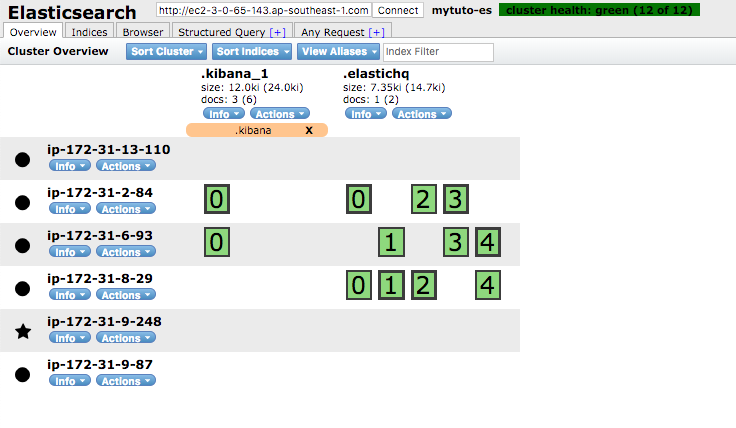 Elasticsearch http://ec2-3-0-65-143.ap-southeast-1.com Connect mytuto-es cluster health: green (12 of 12)
Overview Indices Browser Structured Query [+] Any Request [+]
Cluster Overview Sort Cluster Sort Indices View Aliases Index Filter
.kibana_1 .elastichq
size: 12.0ki (24.0ki) size: 7.35ki (14.7ki)
docs: 3 (6) docs: 1 (2)
Info Actions Info Actions
.kibana X
ip-172-31-13-110
Info Actions
ip-172-31-2-84 0 0 2 3
Info Actions
ip-172-31-6-93 0 1 3 4
Info Actions
ip-172-31-8-29 0 1 2 4
Info Actions
ip-172-31-9-248
Info Actions
ip-172-31-9-87
Info Actions